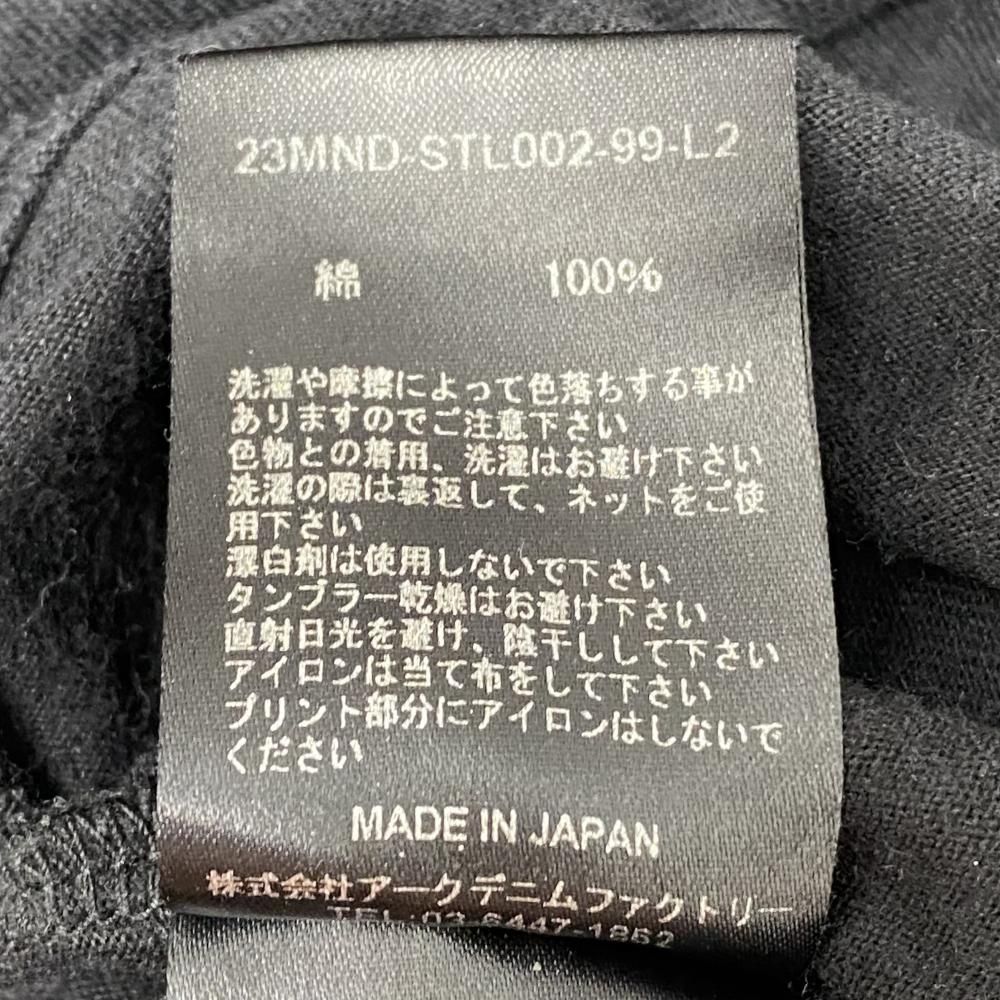 23MND-STL002-99-L2
綿 100%
洗濯や摩擦によって色落ちする事が
ありますのでご注意下さい
色物との着用、洗濯はお避け下さい
洗濯の際は裏返して、ネットをご使
用下さい
漂白剤は使用しないで下さい
タンブラー乾燥はお避け下さい
直射日光を避け、陰干しして下さい
アイロンは当て布をして下さい
プリント部分にアイロンはしないで
ください
MADE IN JAPAN
株式会社アークデニムファクトリー
TEL:03-6447-1852